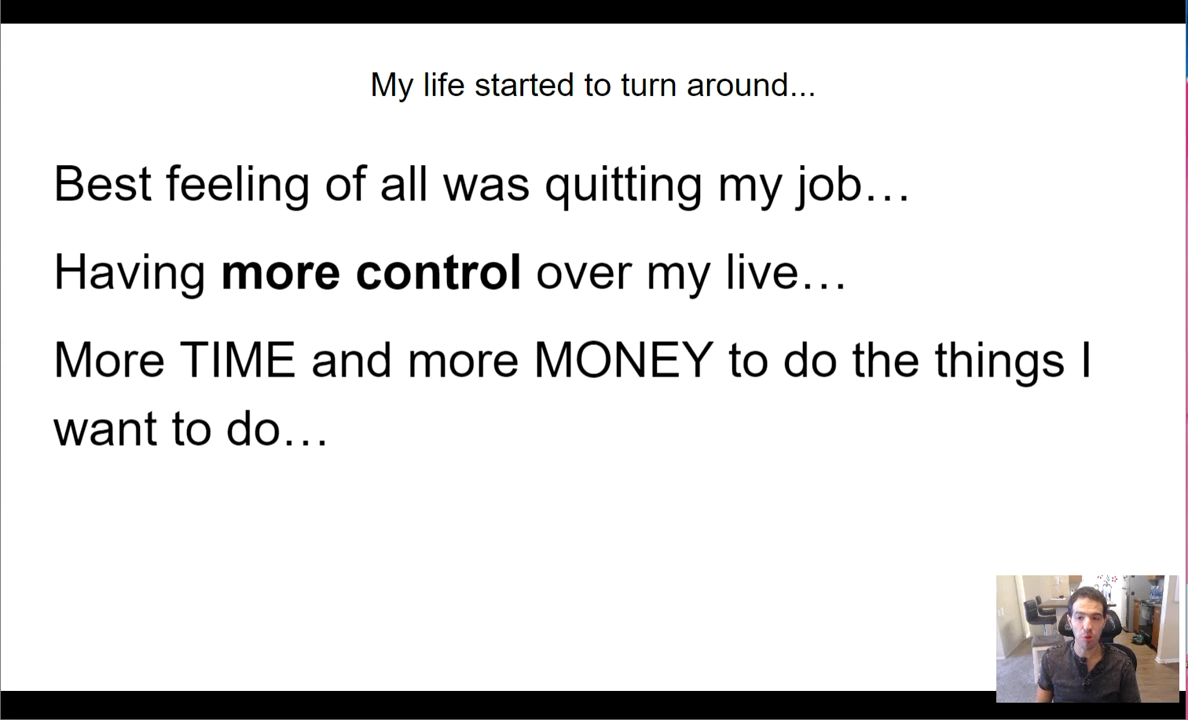 My life started to turn around...
Best feeling of all was quitting my job…
Having more control over my live…
More TIME and more MONEY to do the things I
want to do…